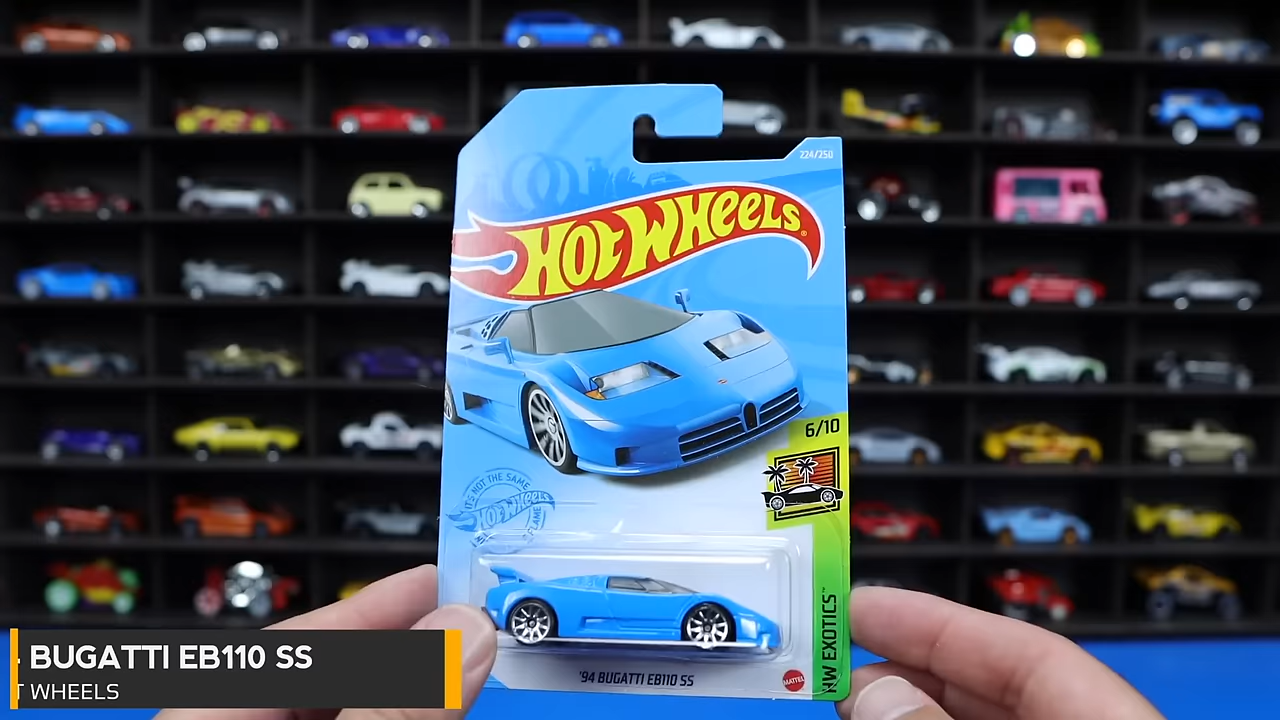 224/250
HOT WHEELS
6/10
IT'S NOT THE SAME
HOT WHEELS
FLAME
'94 BUGATTI EB110 SS
MATTEL
HW EXOTICS
BUGATTI EB110 SS
T WHEELS